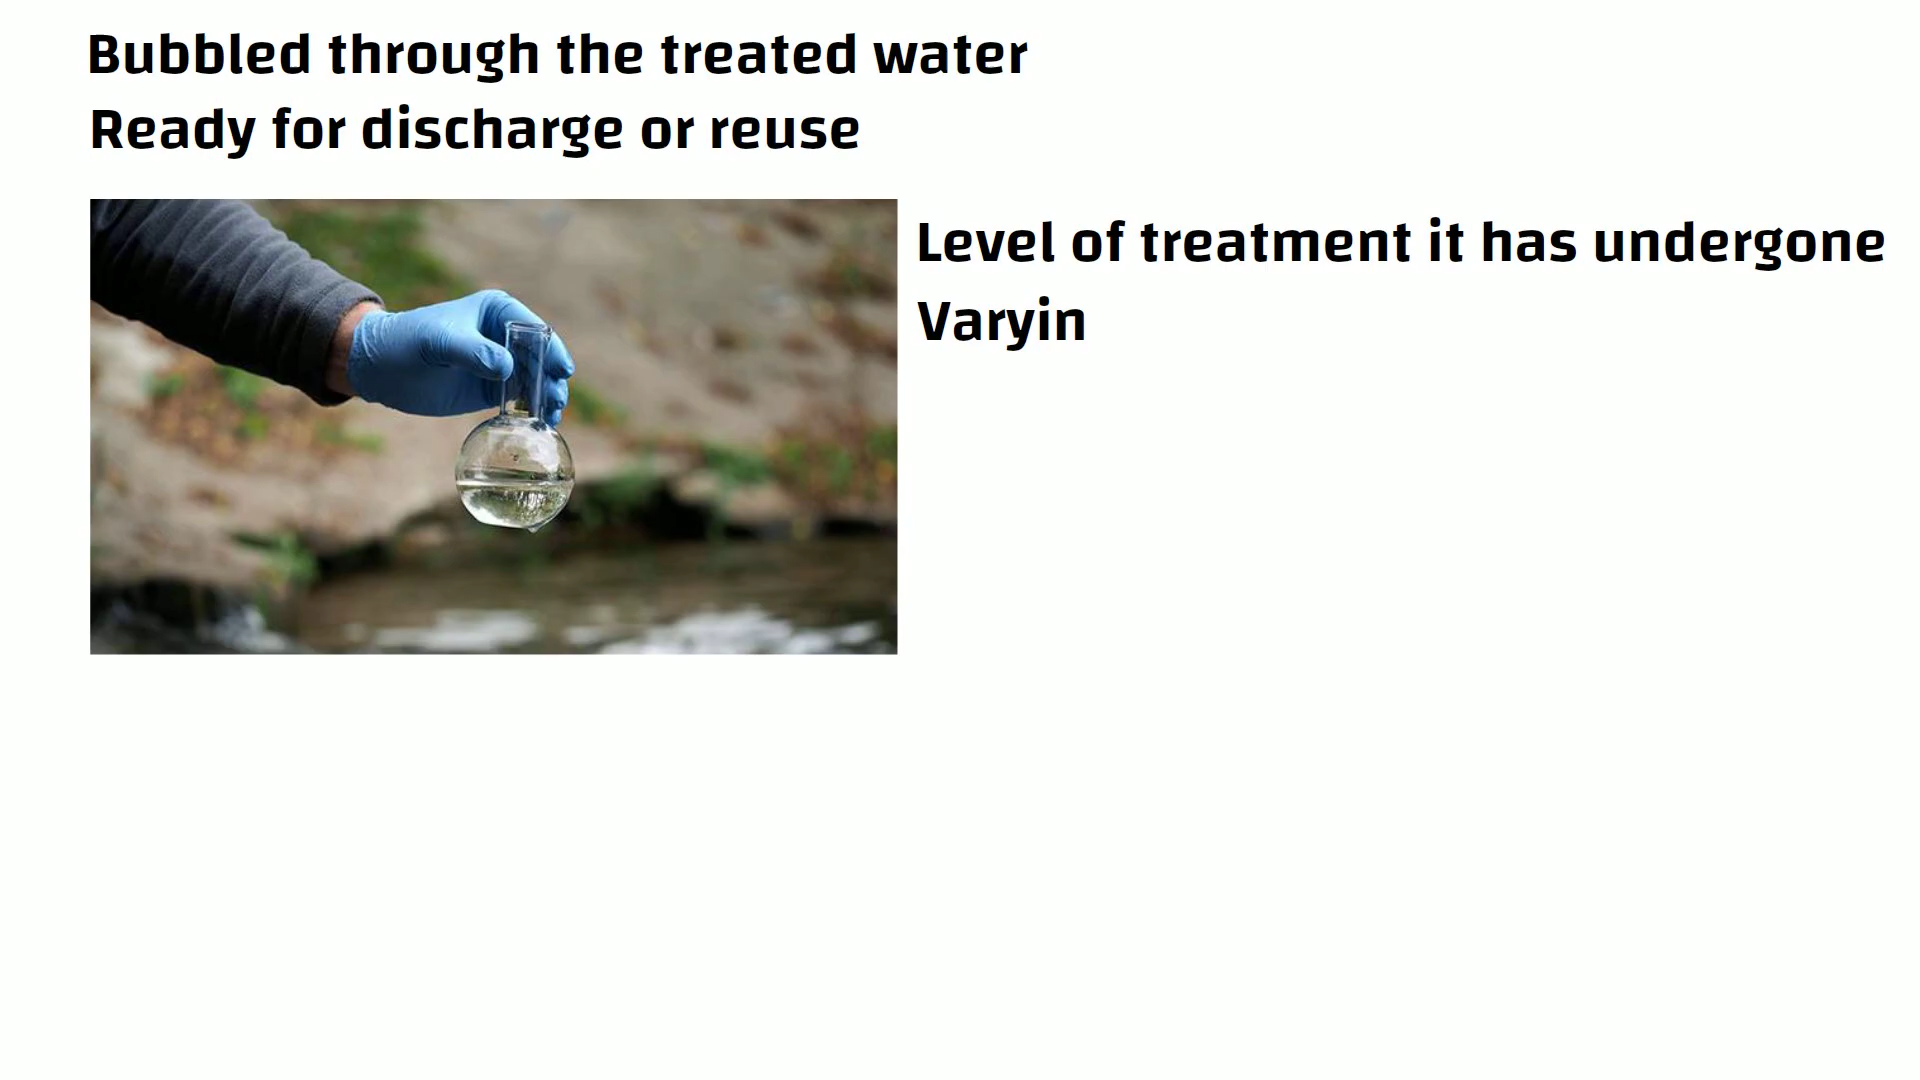 Bubbled through the treated water
Ready for discharge or reuse
Level of treatment it has undergone
Varyin